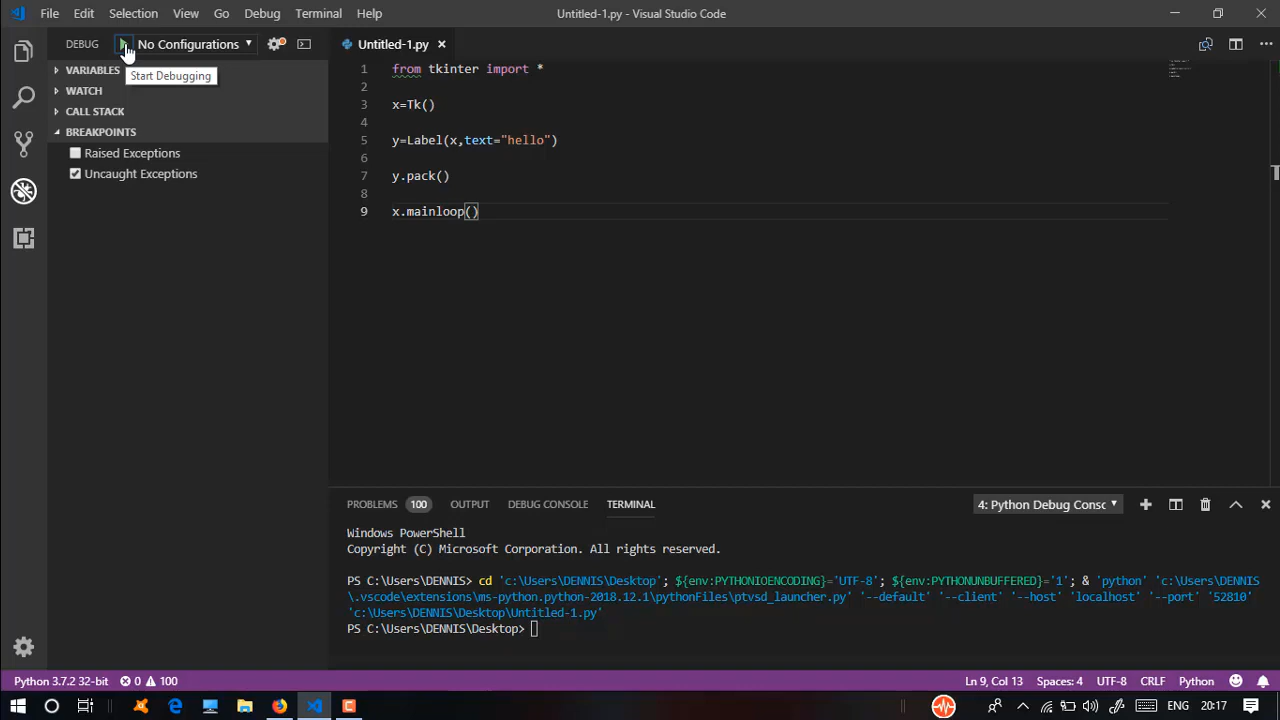 File Edit Selection View Go Debug Terminal Help Untitled-1.py - Visual Studio Code
DEBUG No Configurations
Untitled-1.py
Start Debugging
VARIABLES
WATCH
CALL STACK
BREAKPOINTS
Raised Exceptions
Uncaught Exceptions
1 from tkinter import *
2
3 x=Tk()
4
5 y=Label(x,text="hello")
6
7 y.pack()
8
9 x.mainloop()
PROBLEMS 100 OUTPUT DEBUG CONSOLE TERMINAL 4: Python Debug Consc
Windows PowerShell
Copyright (C) Microsoft Corporation. All rights reserved.
PS C:\Users\DENNIS> cd 'c:\Users\DENNIS\Desktop'; ${env:PYTHONIOENCODING}='UTF-8'; ${env:PYTHONUNBUFFERED}='1'; & 'python' 'c:\Users\DENNIS
\.vscode\extensions\ms-python.python-2018.12.1\pythonFiles\ptvsd_launcher.py' '--default' '--client' '--host' 'localhost' '--port' '52810'
'c:\Users\DENNIS\Desktop\Untitled-1.py'
PS C:\Users\DENNIS\Desktop>
Python 3.7.2 32-bit 0 100 Ln 9, Col 13 Spaces: 4 UTF-8 CRLF Python
ENG 20:17